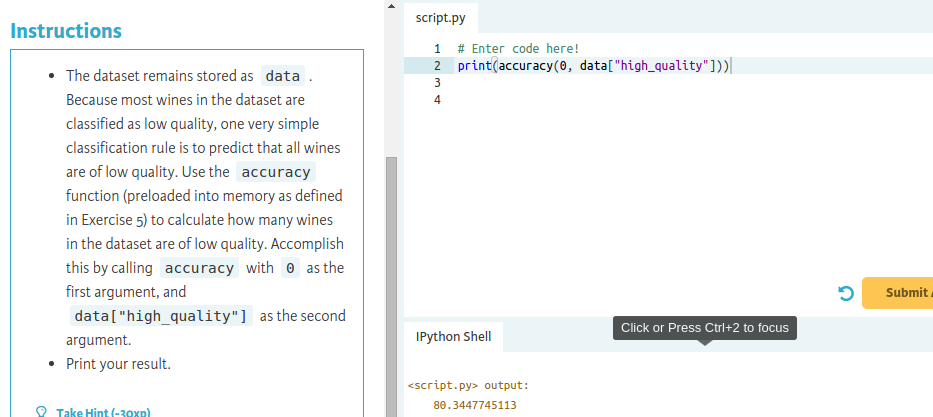 Instructions
The dataset remains stored as data .
Because most wines in the dataset are
classified as low quality, one very simple
classification rule is to predict that all wines
are of low quality. Use the accuracy
function (preloaded into memory as defined
in Exercise 5) to calculate how many wines
in the dataset are of low quality. Accomplish
this by calling accuracy with 0 as the
first argument, and
data["high_quality"] as the second
argument.
Print your result.
Take Hint (-30xp)
script.py
1 # Enter code here!
2 print(accuracy(0, data["high_quality"]))
3
4
Submit
Click or Press Ctrl+2 to focus
IPython Shell
<script.py> output:
80.3447745113